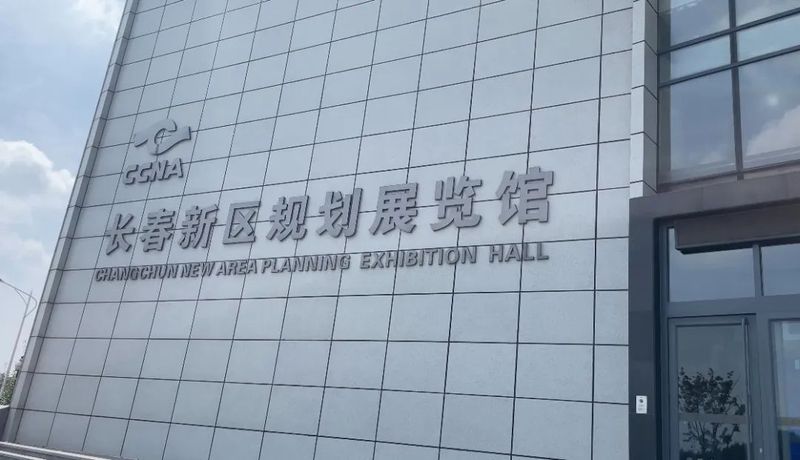 CCNA
长春新区规划展览馆
CHANGCHUN NEW AREA PLANNING EXHIBITION HALL